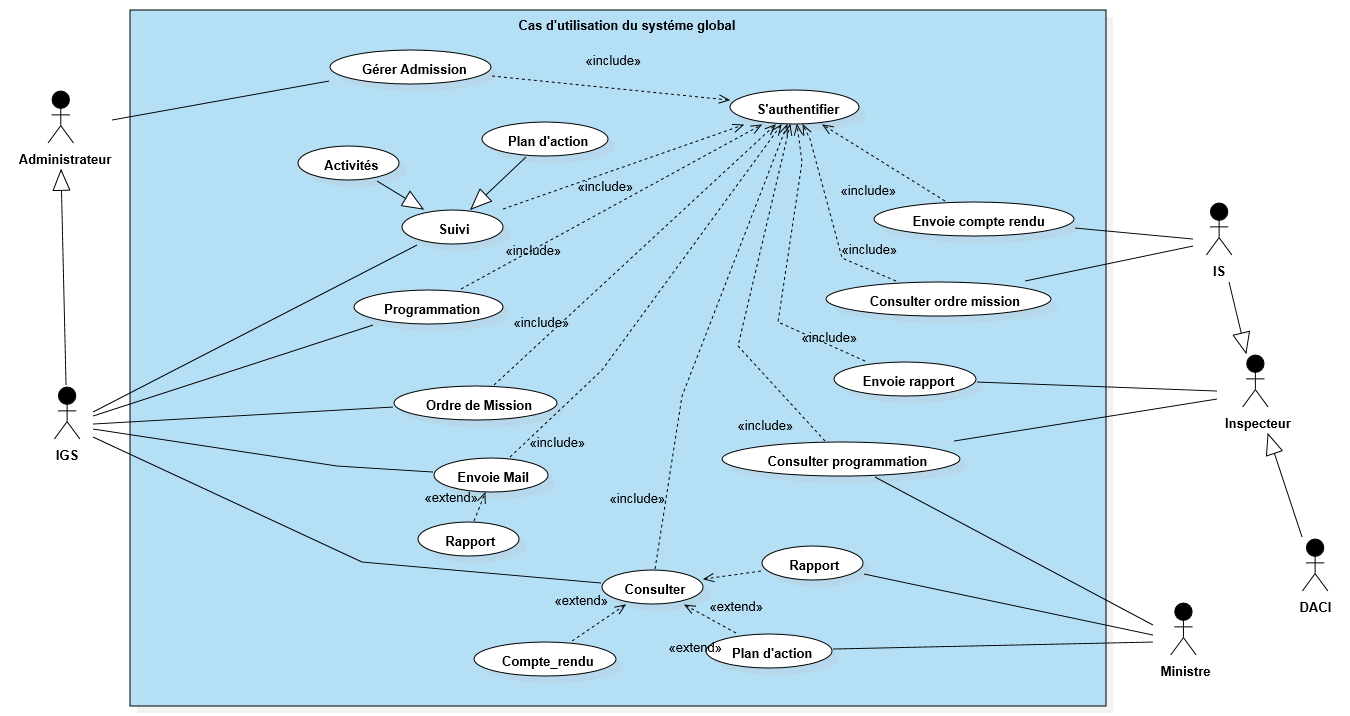 Cas d'utilisation du systéme global
Gérer Admission
«include»
S'authentifier
Administrateur
Plan d'action
Activités
«include»
«include»
Suivi
Envoie compte rendu
«include»
«include»
IS
Programmation
Consulter ordre mission
«include»
«include»
Envoie rapport
Ordre de Mission
Inspecteur
«include»
«include»
IGS
Consulter programmation
Envoie Mail
«extend»
«include»
Rapport
Rapport
Consulter
«extend»
«extend»
DACI
«extend»
Plan d'action
Compte_rendu
Ministre